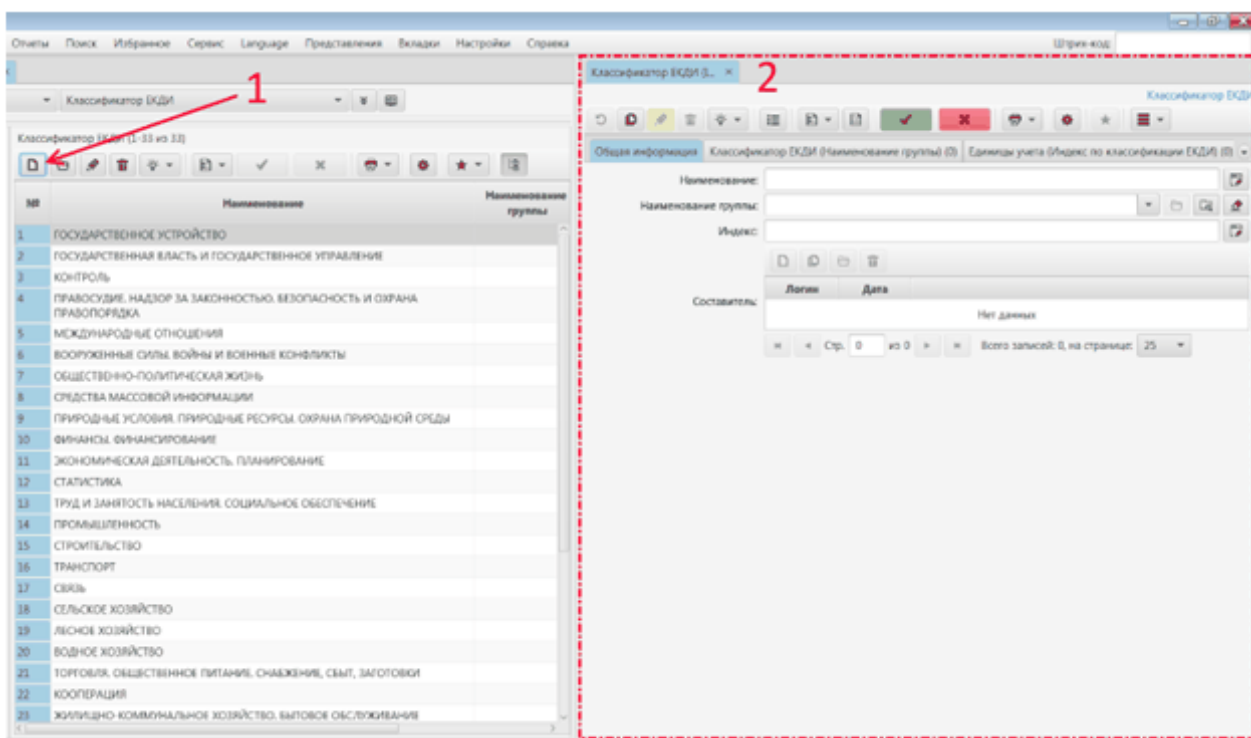 Отчеты Поиск Избранное Сервис Language Представления Вкладки Настройки Справка Штрих-код:
1
Классификатор ЕКДИ (I... ×
2
Классификатор ЕКДИ
Классификатор ЕКДИ
Классификатор ЕКДИ (1-33 из 33)
Общая информация Классификатор ЕКДИ (Наименование группы) (0) Единицы учета (Индекс по классификации ЕКДИ) (0)
№ Наименование Наименование группы
1 ГОСУДАРСТВЕННОЕ УСТРОЙСТВО
2 ГОСУДАРСТВЕННАЯ ВЛАСТЬ И ГОСУДАРСТВЕННОЕ УПРАВЛЕНИЕ
3 КОНТРОЛЬ
4 ПРАВОСУДИЕ. НАДЗОР ЗА ЗАКОННОСТЬЮ. БЕЗОПАСНОСТЬ И ОХРАНА
ПРАВОПОРЯДКА
5 МЕЖДУНАРОДНЫЕ ОТНОШЕНИЯ
6 ВООРУЖЕННЫЕ СИЛЫ. ВОЙНЫ И ВОЕННЫЕ КОНФЛИКТЫ
7 ОБЩЕСТВЕННО-ПОЛИТИЧЕСКАЯ ЖИЗНЬ
8 СРЕДСТВА МАССОВОЙ ИНФОРМАЦИИ
9 ПРИРОДНЫЕ УСЛОВИЯ. ПРИРОДНЫЕ РЕСУРСЫ. ОХРАНА ПРИРОДНОЙ СРЕДЫ
10 ФИНАНСЫ. ФИНАНСИРОВАНИЕ
11 ЭКОНОМИЧЕСКАЯ ДЕЯТЕЛЬНОСТЬ. ПЛАНИРОВАНИЕ
12 СТАТИСТИКА
13 ТРУД И ЗАНЯТОСТЬ НАСЕЛЕНИЯ. СОЦИАЛЬНОЕ ОБЕСПЕЧЕНИЕ
14 ПРОМЫШЛЕННОСТЬ
15 СТРОИТЕЛЬСТВО
16 ТРАНСПОРТ
17 СВЯЗЬ
18 СЕЛЬСКОЕ ХОЗЯЙСТВО
19 ЛЕСНОЕ ХОЗЯЙСТВО
20 ВОДНОЕ ХОЗЯЙСТВО
21 ТОРГОВЛЯ. ОБЩЕСТВЕННОЕ ПИТАНИЕ, СНАБЖЕНИЕ, СБЫТ, ЗАГОТОВКИ
22 КООПЕРАЦИЯ
23 ЖИЛИЩНО-КОММУНАЛЬНОЕ ХОЗЯЙСТВО. БЫТОВОЕ ОБСЛУЖИВАНИЕ
Наименование:
Наименование группы:
Индекс:
Составитель:
Логин Дата
Нет данных
Стр. 0 из 0 Всего записей: 0, на странице: 25